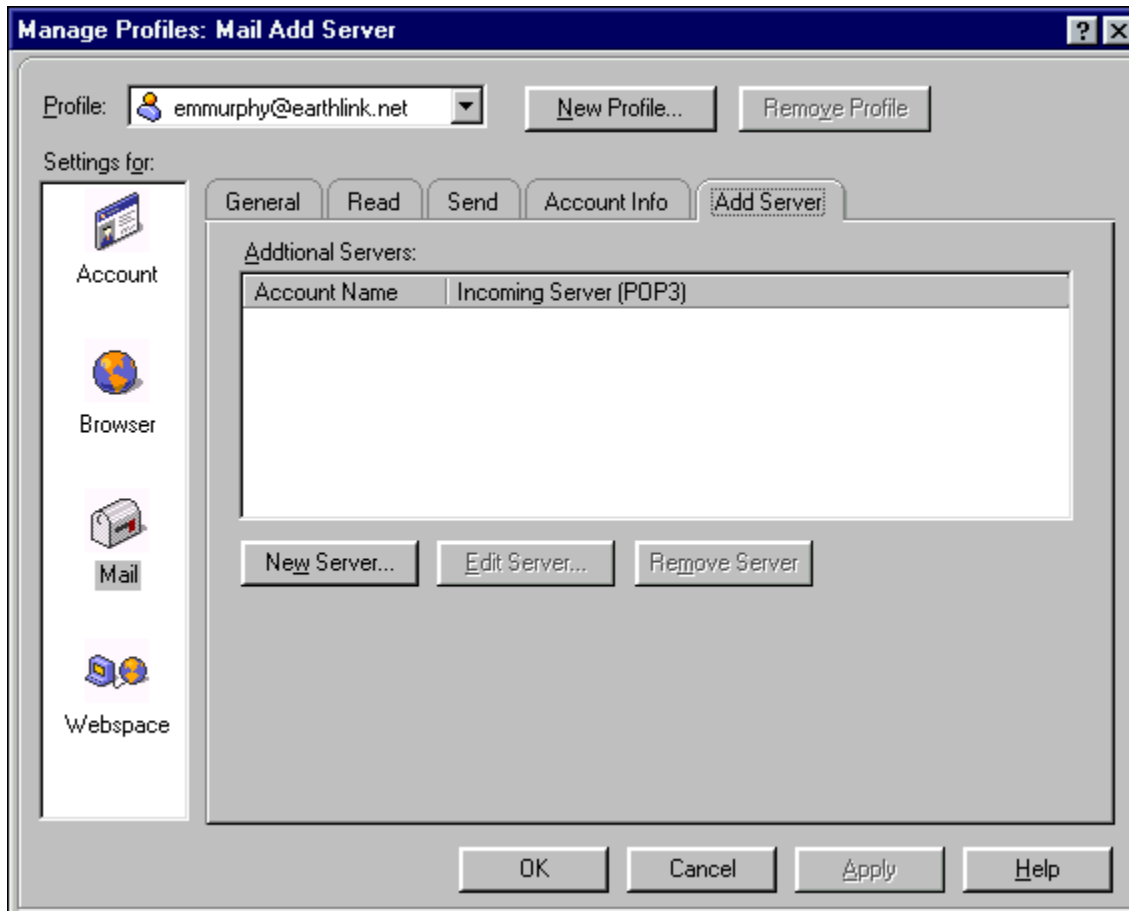 Manage Profiles: Mail Add Server
Profile: emmurphy@earthlink.net New Profile... Remove Profile
Settings for:
General Read Send Account Info Add Server
Account
Browser
Mail
Webspace
Addtional Servers:
Account Name Incoming Server (POP3)
New Server... Edit Server... Remove Server
OK Cancel Apply Help